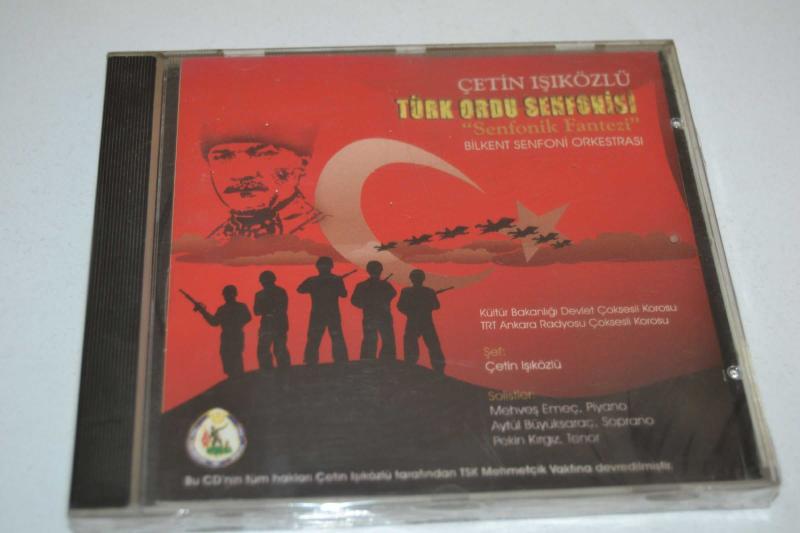 ÇETİN IŞIKÖZLÜ
TÜRK ORDU SENFONİSİ
"Senfonik Fantezi"
BİLKENT SENFONİ ORKESTRASI
Kültür Bakanlığı Devlet Çoksesli Korosu
TRT Ankara Radyosu Çoksesli Korosu
Şef:
Çetin Işıközlü
Solistler:
Mehveş Emeç, Piyano
Aytül Büyüksaraç, Soprano
Pekin Kırgız, Tenor
Bu CD'nin tüm hakları Çetin Işıközlü tarafından TSK Mehmetçik Vakfına devredilmiştir.